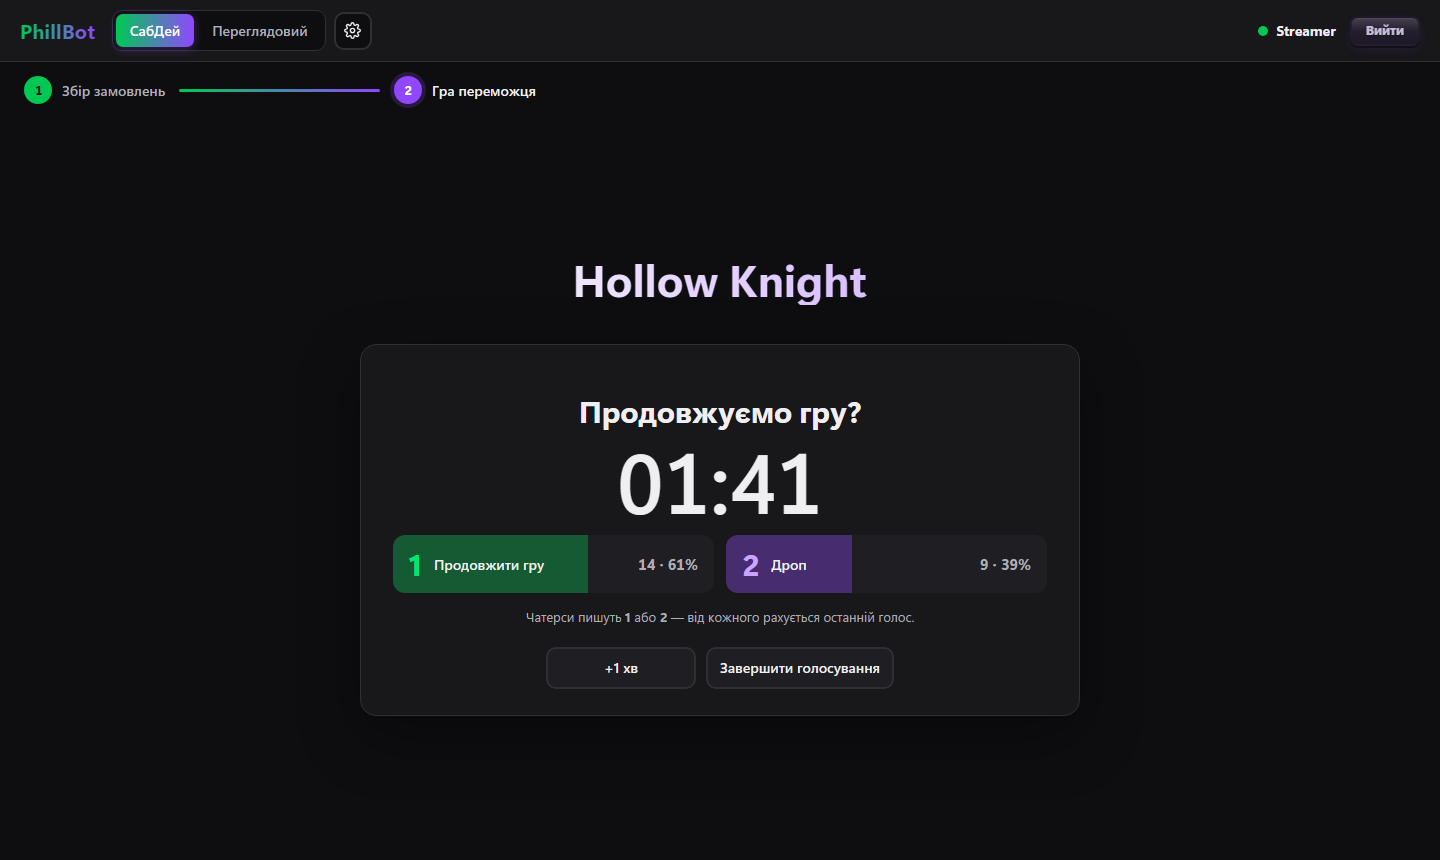 PhillBot
СабДей
Переглядовий
Streamer
Вийти
1 Збір замовлень
2 Гра переможця
Hollow Knight
Продовжуємо гру?
01:41
1 Продовжити гру 14 · 61%
2 Дроп 9 · 39%
Чатерси пишуть 1 або 2 — від кожного рахується останній голос.
+1 хв
Завершити голосування